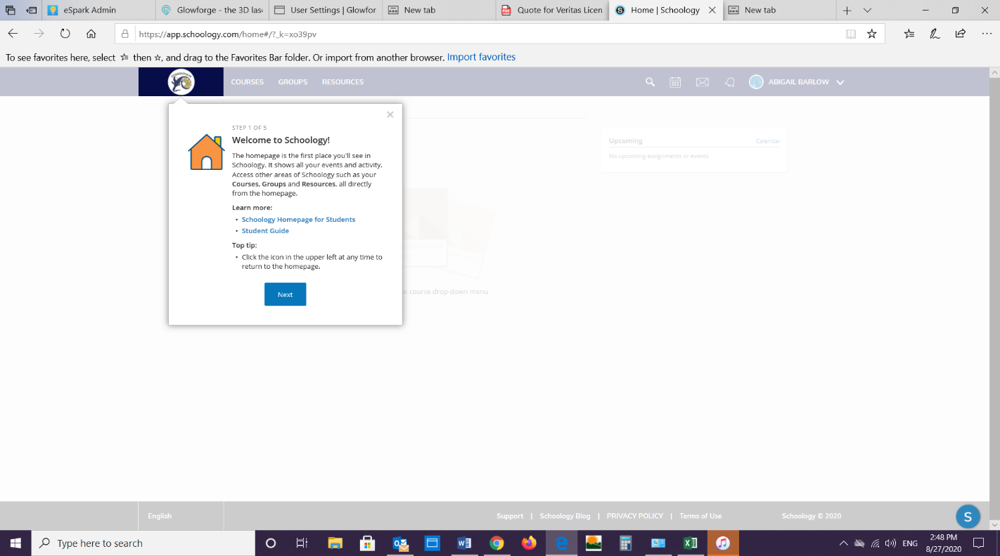 eSpark Admin
Glowforge - the 3D las
User Settings | Glowfor
New tab
Quote for Veritas Licen
Home | Schoology
New tab
https://app.schoology.com/home#/?_k=xo39pv
To see favorites here, select then ☆, and drag to the Favorites Bar folder. Or import from another browser. Import favorites
COURSES GROUPS RESOURCES
ABIGAIL BARLOW
STEP 1 OF 5
Welcome to Schoology!
The homepage is the first place you'll see in
Schoology. It shows all your events and activity.
Access other areas of Schoology such as your
Courses, Groups and Resources, all directly
from the homepage.
Learn more:
• Schoology Homepage for Students
• Student Guide
Top tip:
• Click the icon in the upper left at any time to
return to the homepage.
Next
Upcoming
Calendar
No upcoming assignments or events
course drop-down menu
English
Support | Schoology Blog | PRIVACY POLICY | Terms of Use
Schoology © 2020
S
Type here to search
ENG
2:48 PM
8/27/2020